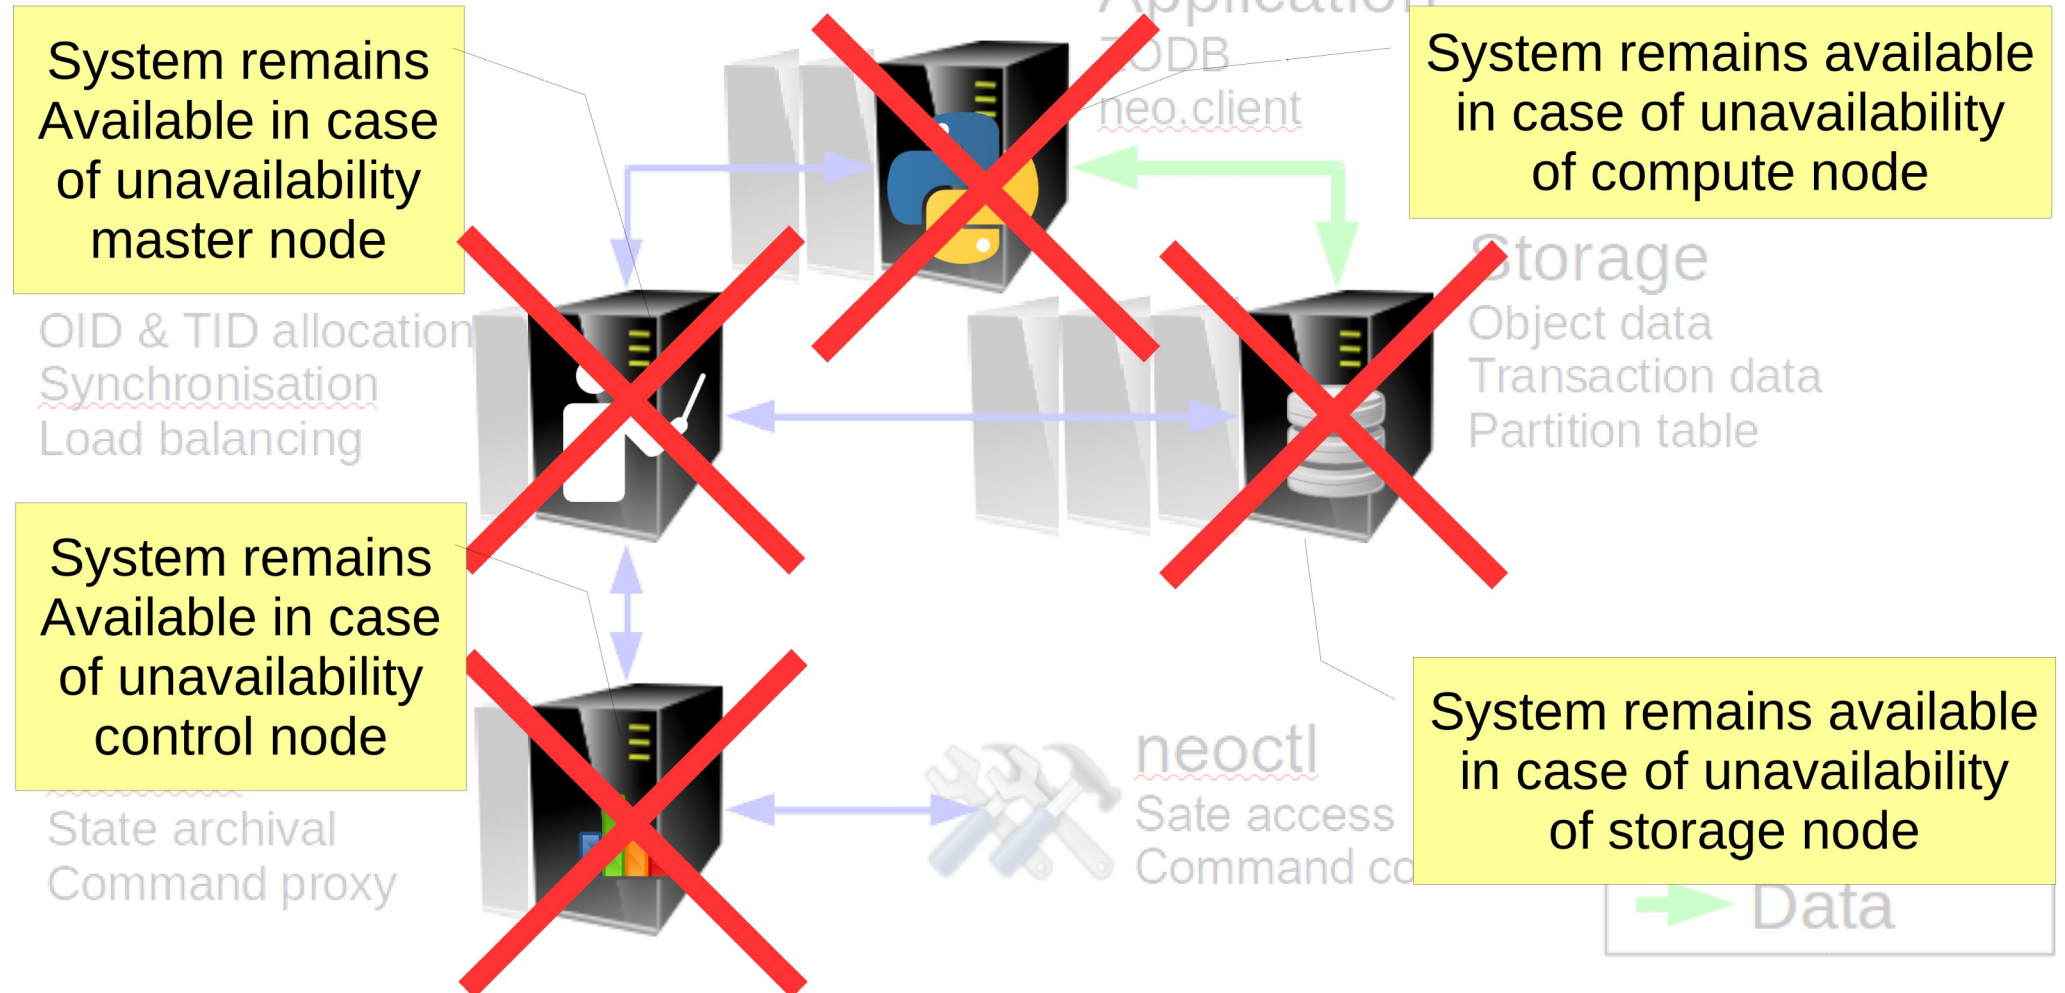 System remains
Available in case
of unavailability
master node
Application
ZODB
neo.client
System remains available
in case of unavailability
of compute node
OID & TID allocation
Synchronisation
Load balancing
Storage
Object data
Transaction data
Partition table
System remains
Available in case
of unavailability
control node
State archival
Command proxy
neoctl
Sate access
Command co
System remains available
in case of unavailability
of storage node
Data